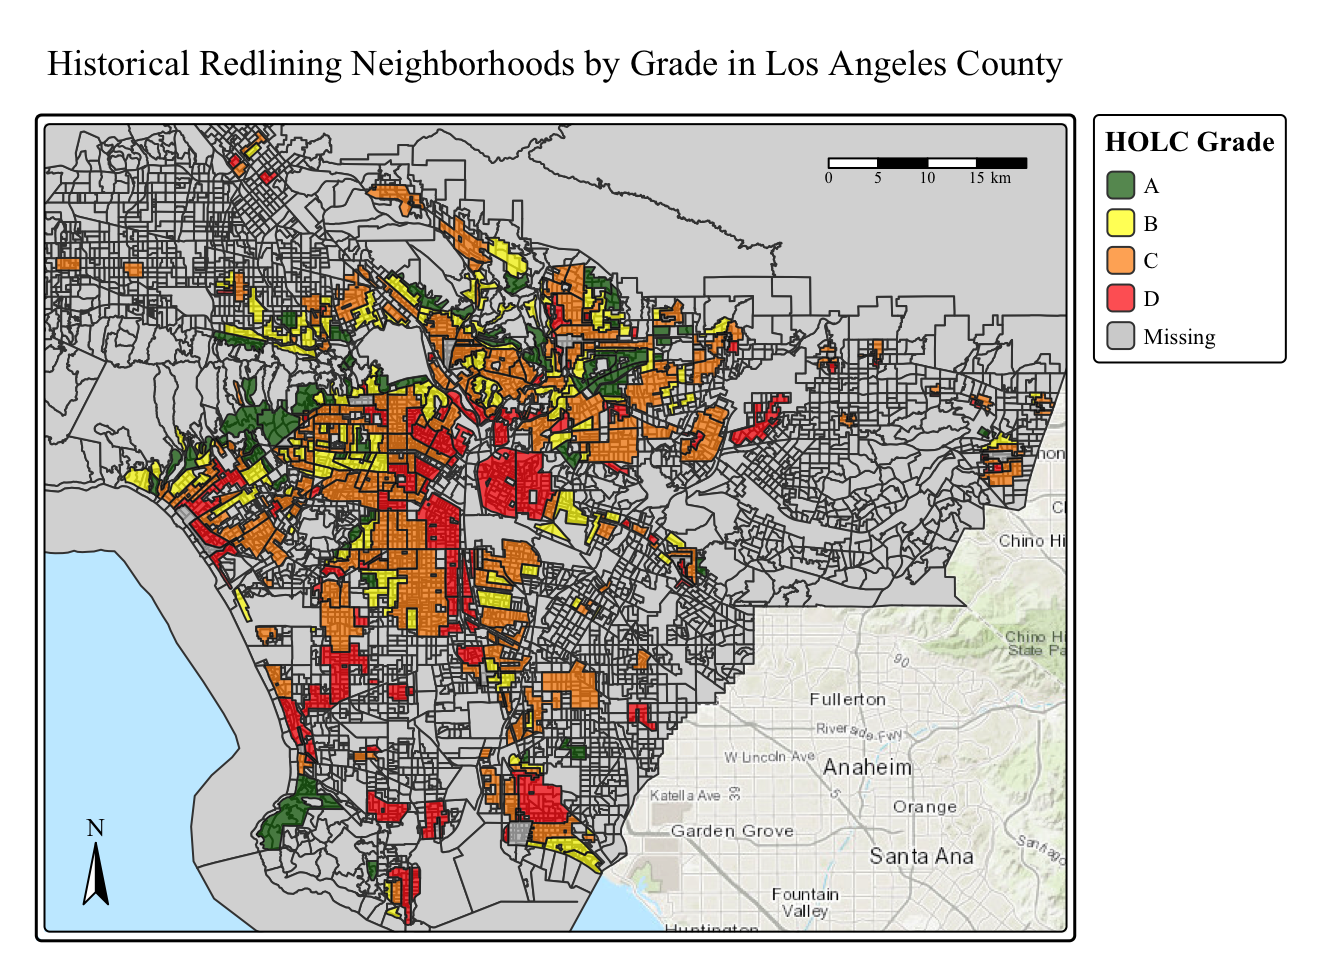 Historical Redlining Neighborhoods by Grade in Los Angeles County
HOLC Grade
A
B
C
D
Missing
0 5 10 15 km
mon
Chino Hi
Chino Hi
State Pa
90
Fullerton
Riverside Fwy
W Lincoln Ave
Anaheim
Katella Ave
39
5
Orange
Garden Grove
Santa Ana
Santiago
Fountain
Valley
Huntington
N